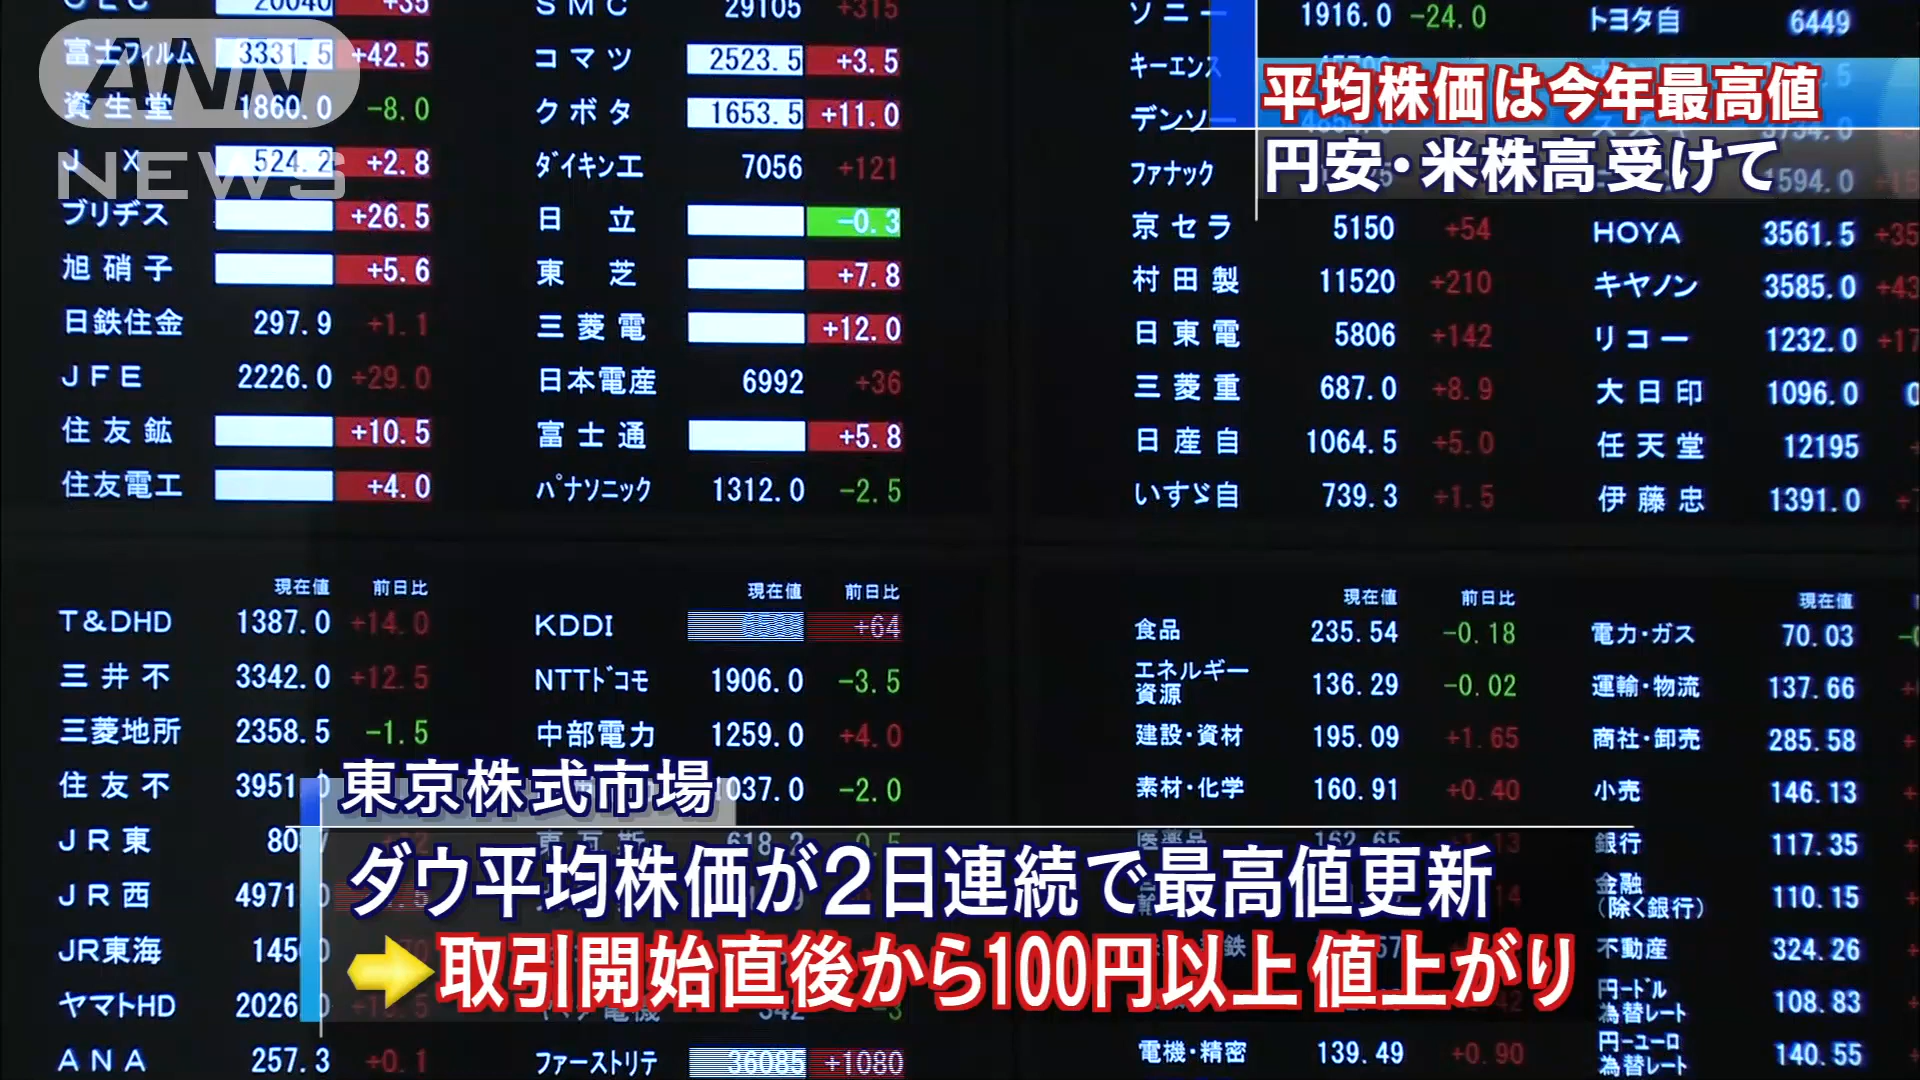 ANN
NEWS
平均株価は今年最高値
円安・米株高受けて
富士フィルム 3331.5 +42.5
資生堂 1860.0 -8.0
J X 524.2 +2.8
ブリヂス +26.5
旭硝子 +5.6
日鉄住金 297.9 +1.1
JFE 2226.0 +29.0
住友鉱 +10.5
住友電工 +4.0
SMC 29105 +315
コマツ 2523.5 +3.5
クボタ 1653.5 +11.0
ダイキン工 7056 +121
日立 -0.3
東芝 +7.8
三菱電 +12.0
日本電産 6992 +36
富士通 +5.8
パナソニック 1312.0 -2.5
ソニー 1916.0 -24.0
キーエンス
デンソー
ファナック
京セラ 5150 +54
村田製 11520 +210
日東電 5806 +142
三菱重 687.0 +8.9
日産自 1064.5 +5.0
いすゞ自 739.3 +1.5
トヨタ自 6449
HOYA 3561.5 +35
キヤノン 3585.0 +43
リコー 1232.0 +17
大日印 1096.0
任天堂 12195
伊藤忠 1391.0
現在値 前日比
T&DHD 1387.0 +14.0
三井不 3342.0 +12.5
三菱地所 2358.5 -1.5
住友不 3951
JR東
JR西 4971
JR東海
ヤマトHD 2026
ANA 257.3 +0.1
現在値 前日比
KDDI +64
NTTドコモ 1906.0 -3.5
中部電力 1259.0 +4.0
037.0 -2.0
ファーストリテ 36085 +1080
現在値 前日比
食品 235.54 -0.18
エネルギー
資源 136.29 -0.02
建設・資材 195.09 +1.65
素材・化学 160.91 +0.40
医薬品 162.65
電機・精密 139.49 +0.90
現在値
電力・ガス 70.03
運輸・物流 137.66
商社・卸売 285.58
小売 146.13
銀行 117.35
金融
(除く銀行) 110.15
不動産 324.26
円ードル
為替レート 108.83
円ーユーロ
為替レート 140.55
東京株式市場
ダウ平均株価が2日連続で最高値更新
取引開始直後から100円以上値上がり